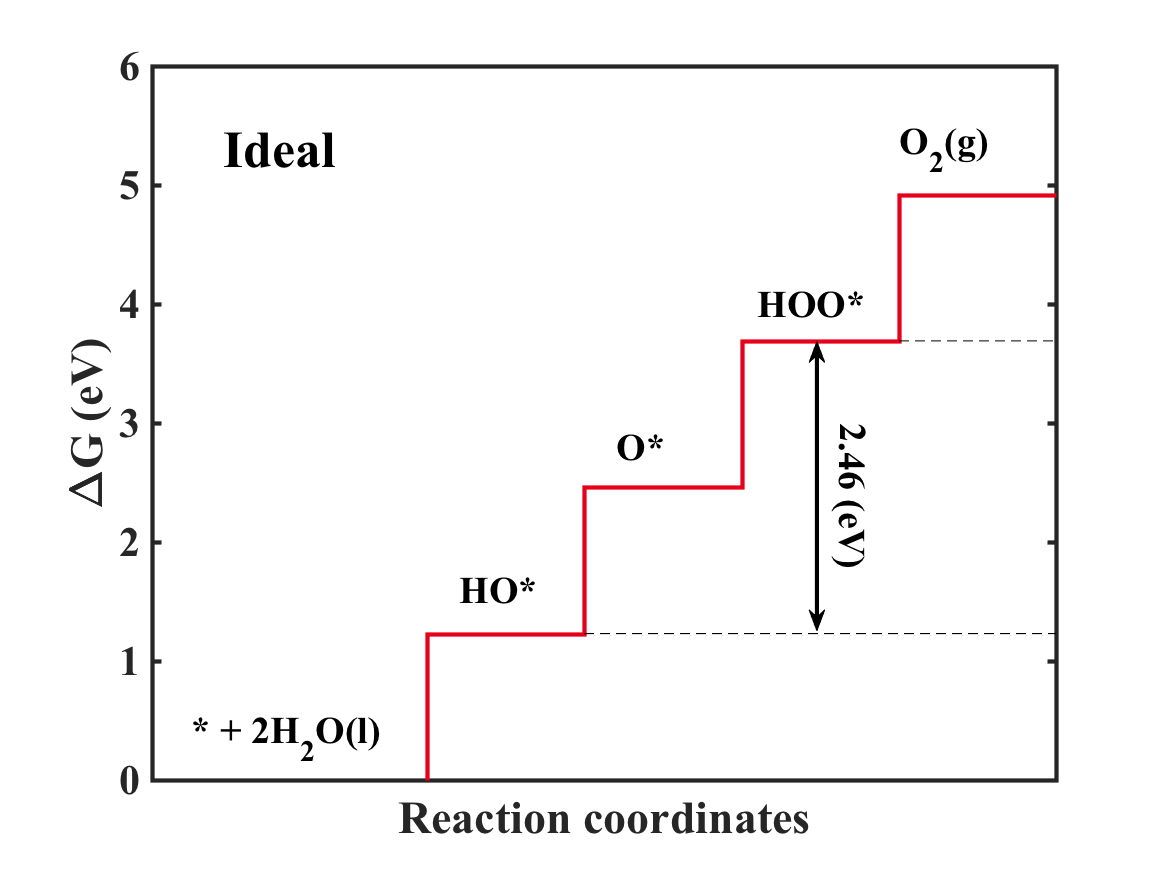 6
Ideal
O₂(g)
5
4
HOO*
ΔG (eV)
3
O*
2.46 (eV)
2
HO*
1
* + 2H₂O(l)
0
Reaction coordinates